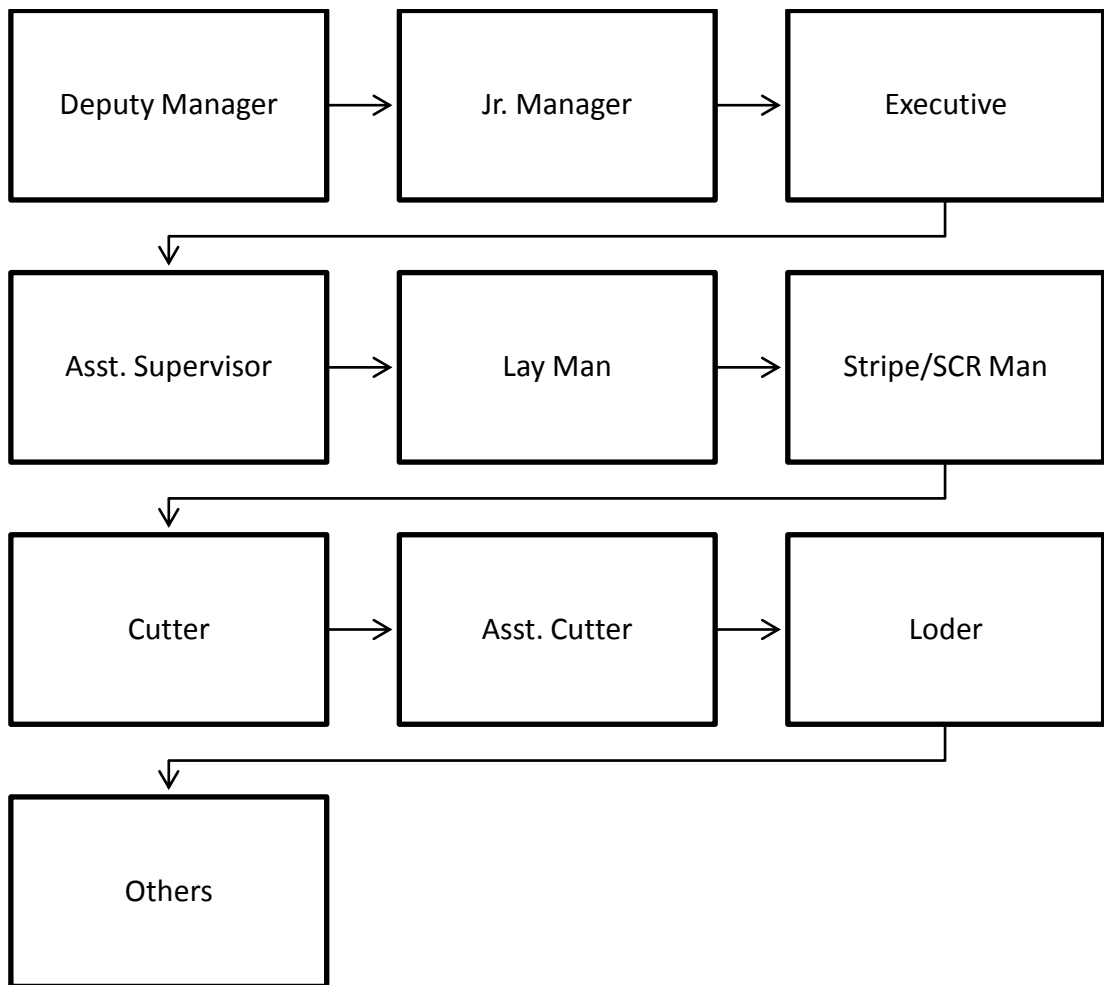 Deputy Manager
Jr. Manager
Executive
Asst. Supervisor
Lay Man
Stripe/SCR Man
Cutter
Asst. Cutter
Loder
Others